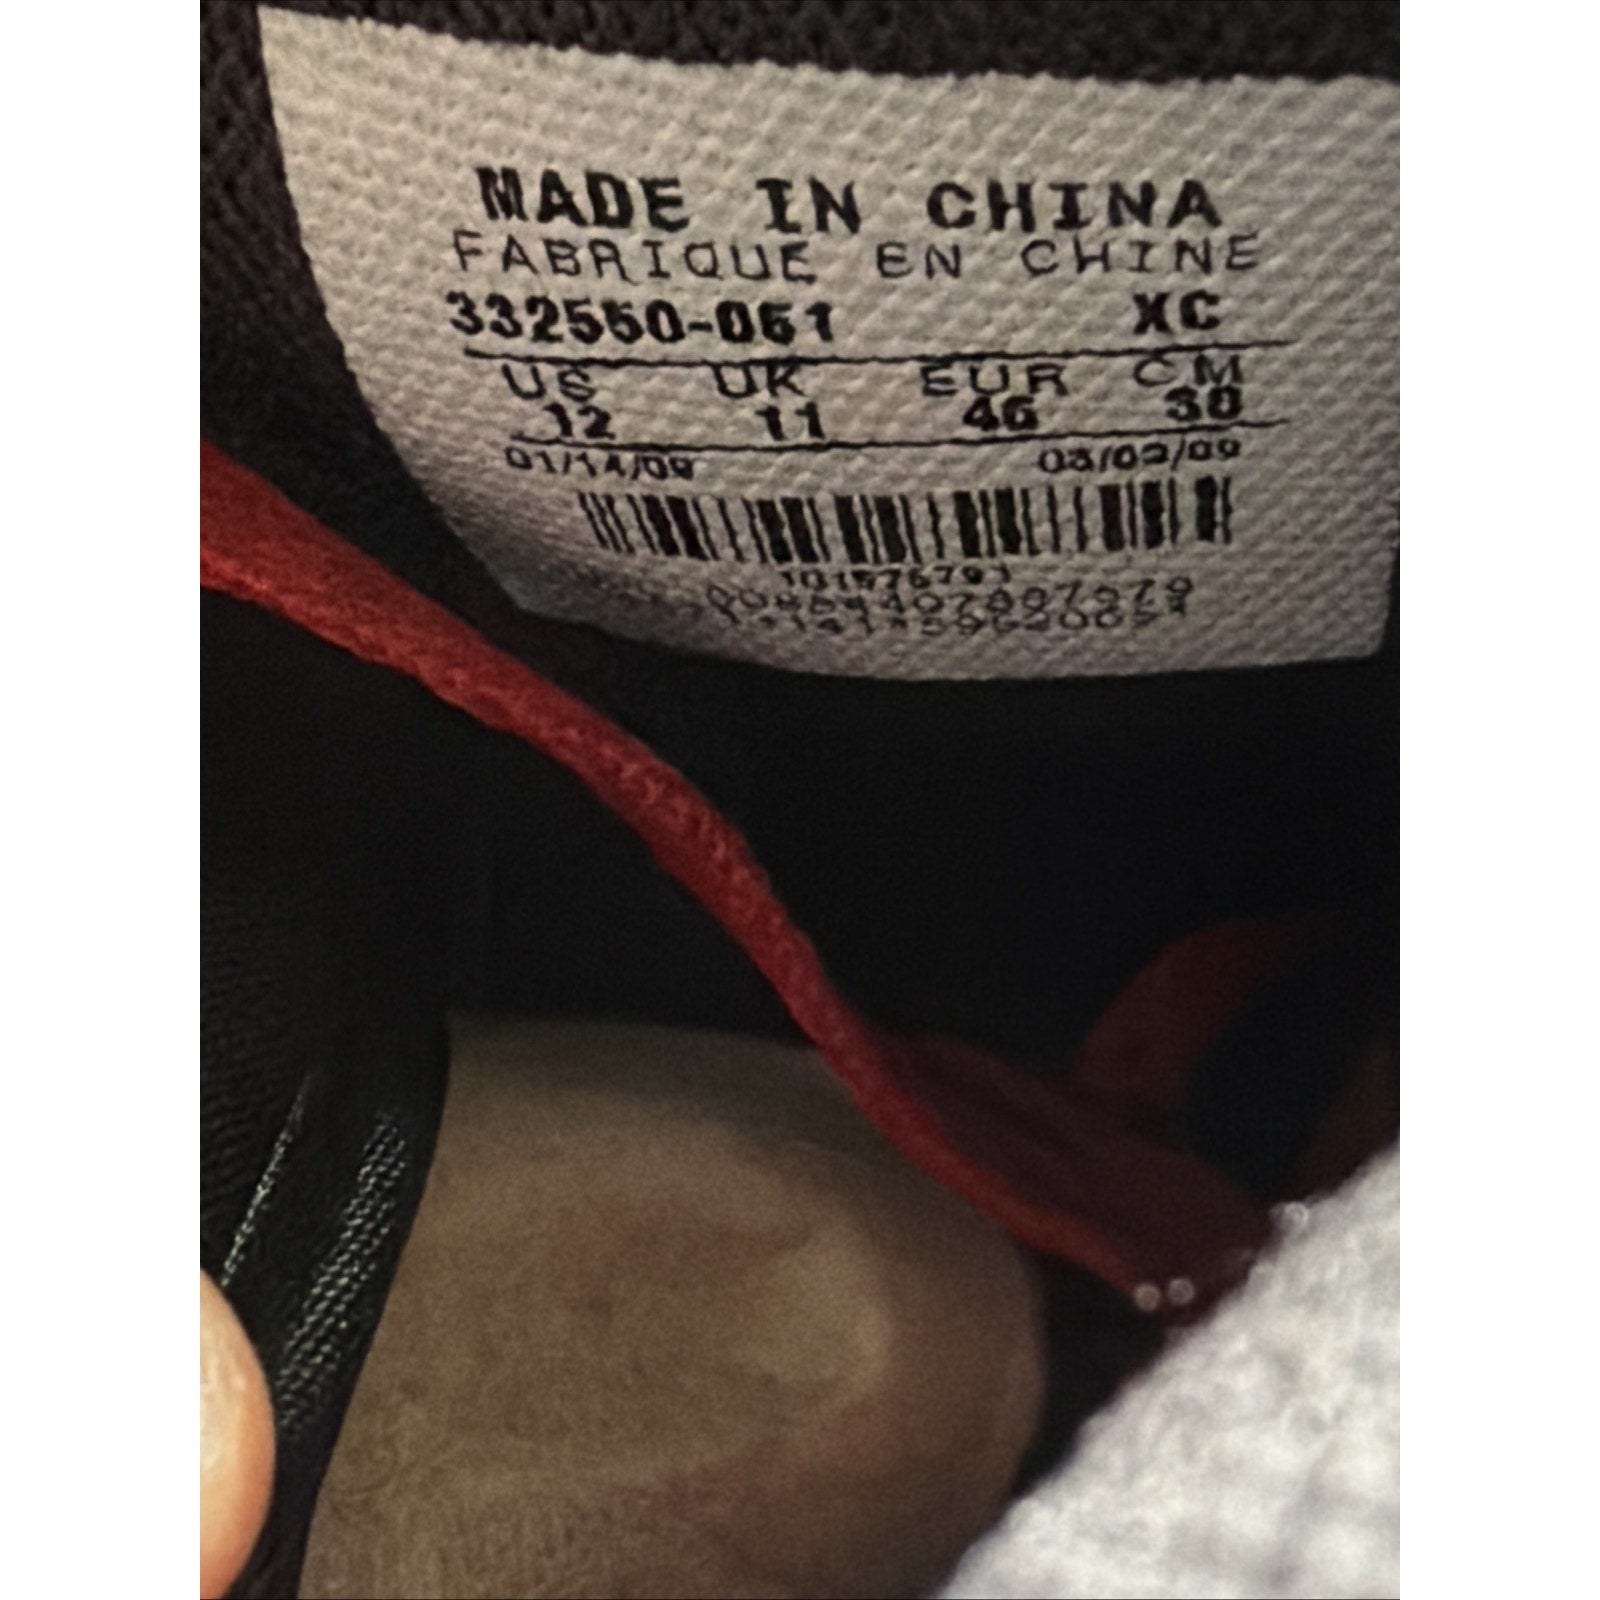 MADE IN CHINA
FABRIQUE EN CHINE
332550-061 XC
US UK EUR CM
12 11 46 30
01/14/09 03/02/09
101576791